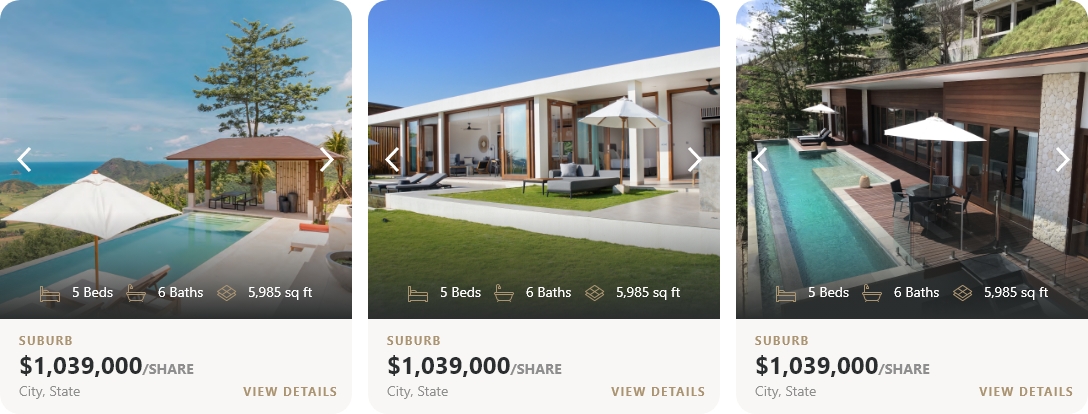 5 Beds 6 Baths 5,985 sq ft
SUBURB
$1,039,000/SHARE
City, State VIEW DETAILS
5 Beds 6 Baths 5,985 sq ft
SUBURB
$1,039,000/SHARE
City, State VIEW DETAILS
5 Beds 6 Baths 5,985 sq ft
SUBURB
$1,039,000/SHARE
City, State VIEW DETAILS